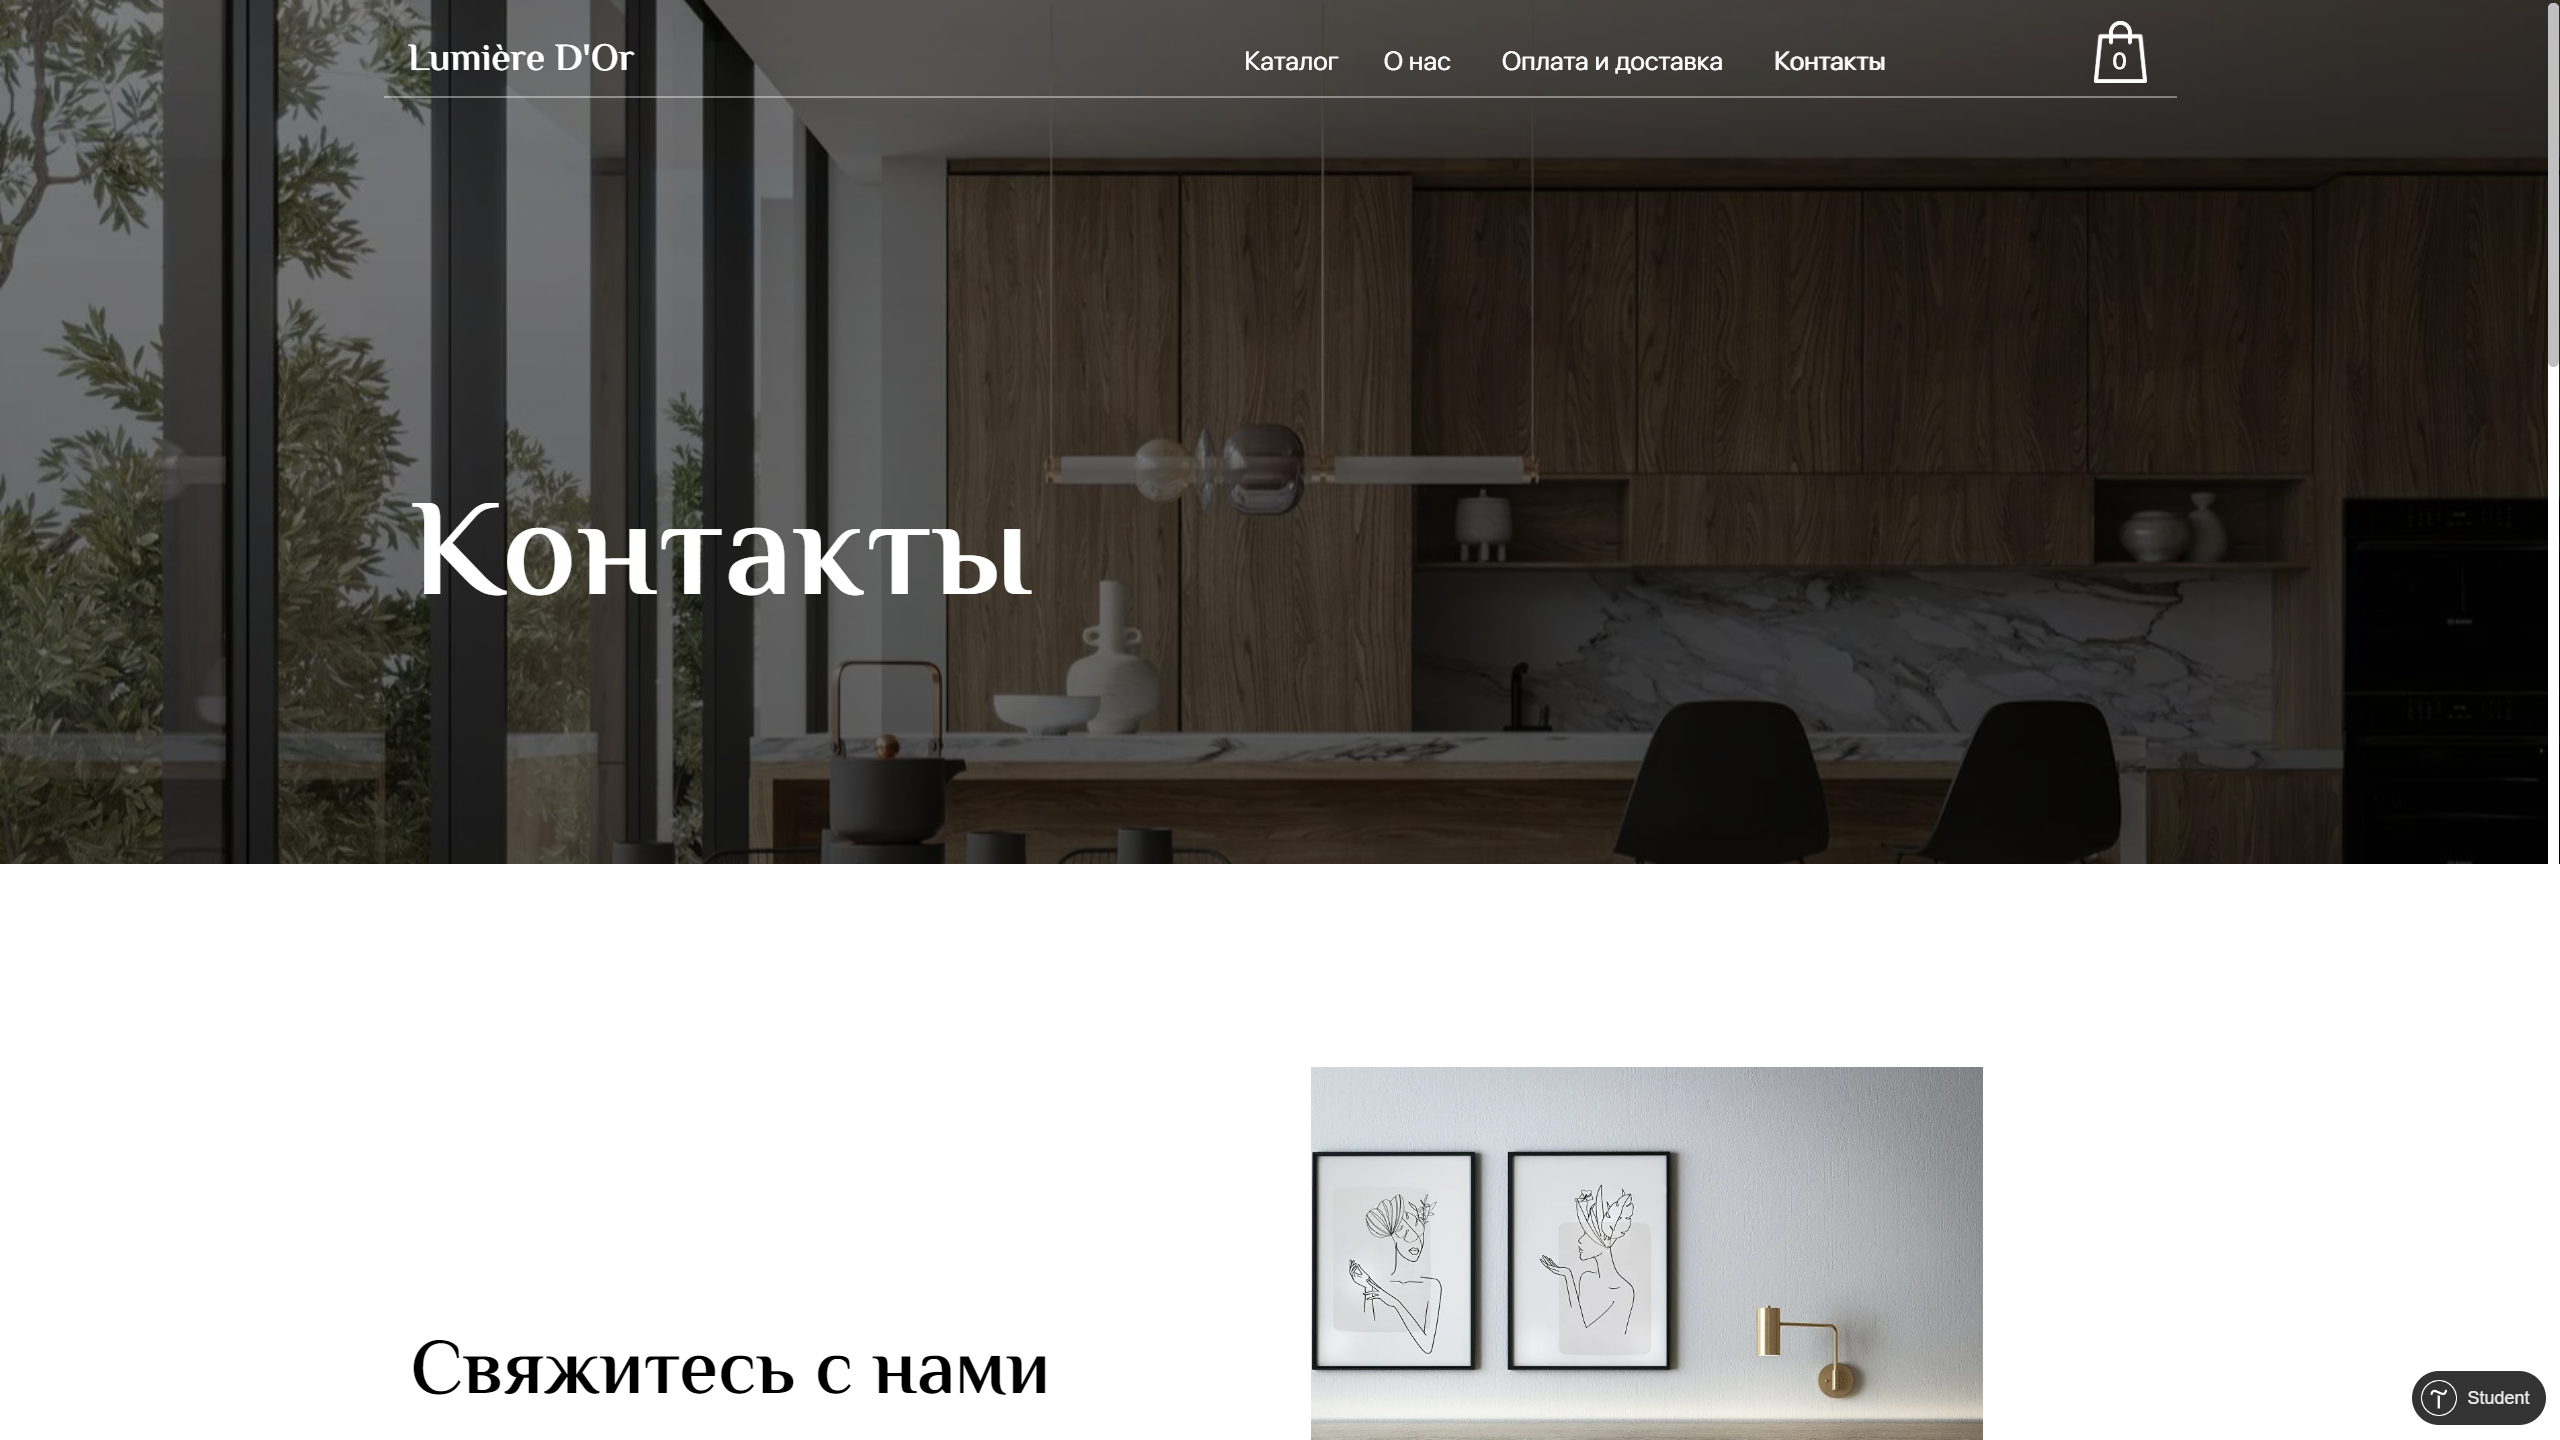 Lumière D'Or
Каталог
О нас
Оплата и доставка
Контакты
0
Контакты
Свяжитесь с нами
Student